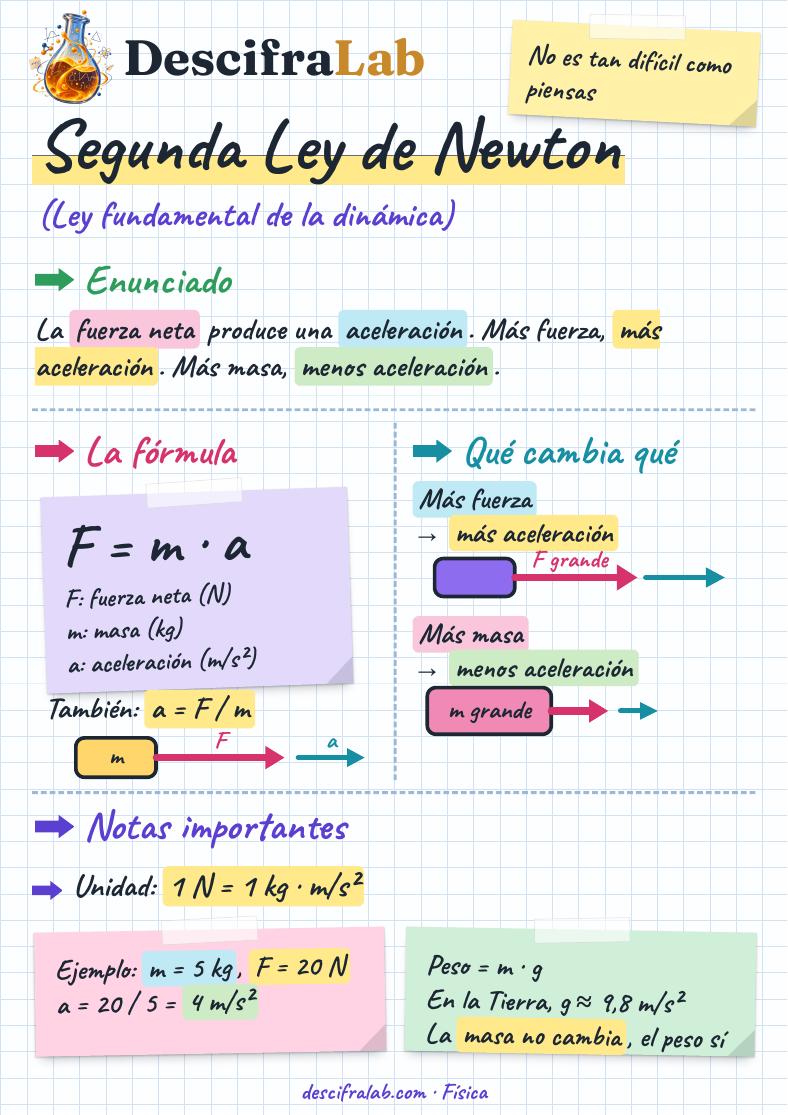 DescifraLab
No es tan difícil como
piensas
Segunda Ley de Newton
(Ley fundamental de la dinámica)
Enunciado
La fuerza neta produce una aceleración. Más fuerza, más
aceleración. Más masa, menos aceleración.
La fórmula
F = m · a
F: fuerza neta (N)
m: masa (kg)
a: aceleración (m/s²)
También: a = F / m
m
F
a
Qué cambia qué
Más fuerza
→ más aceleración
F grande
Más masa
→ menos aceleración
m grande
Notas importantes
Unidad: 1 N = 1 kg · m/s²
Ejemplo: m = 5 kg, F = 20 N
a = 20 / 5 = 4 m/s²
Peso = m · g
En la Tierra, g ≈ 9,8 m/s²
La masa no cambia, el peso sí
descifralab.com · Física